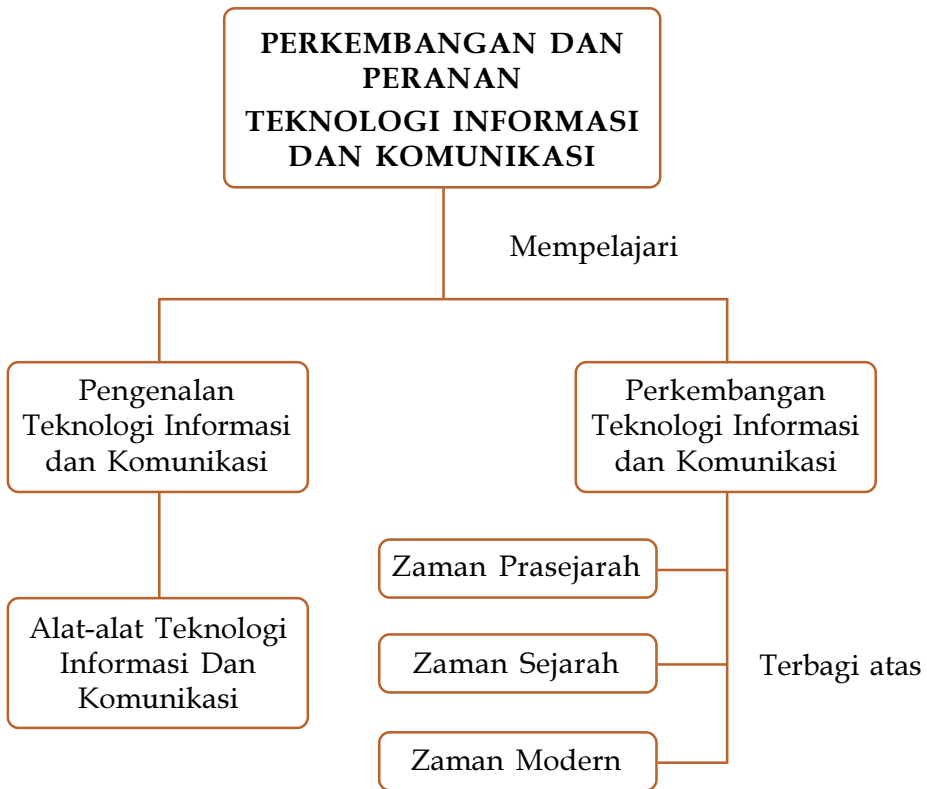 PERKEMBANGAN DAN
PERANAN
TEKNOLOGI INFORMASI
DAN KOMUNIKASI
Mempelajari
Pengenalan
Teknologi Informasi
dan Komunikasi
Alat-alat Teknologi
Informasi Dan
Komunikasi
Perkembangan
Teknologi Informasi
dan Komunikasi
Zaman Prasejarah
Zaman Sejarah
Terbagi atas
Zaman Modern